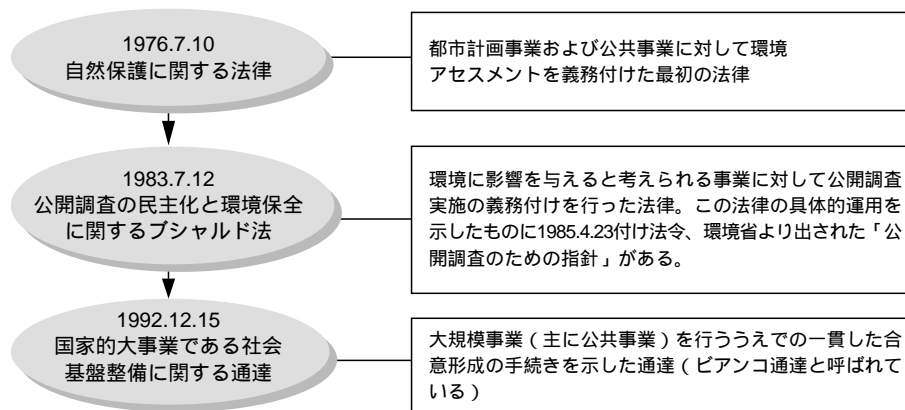 1976.7.10
自然保護に関する法律
都市計画事業および公共事業に対して環境
アセスメントを義務付けた最初の法律
1983.7.12
公開調査の民主化と環境保全
に関するブシャルド法
環境に影響を与えると考えられる事業に対して公開調査
実施の義務付けを行った法律。この法律の具体的運用を
示したものに1985.4.23付け法令、環境省より出された「公
開調査のための指針」がある。
1992.12.15
国家的大事業である社会
基盤整備に関する通達
大規模事業（主に公共事業）を行ううえでの一貫した合
意形成の手続きを示した通達（ビアンコ通達と呼ばれて
いる）